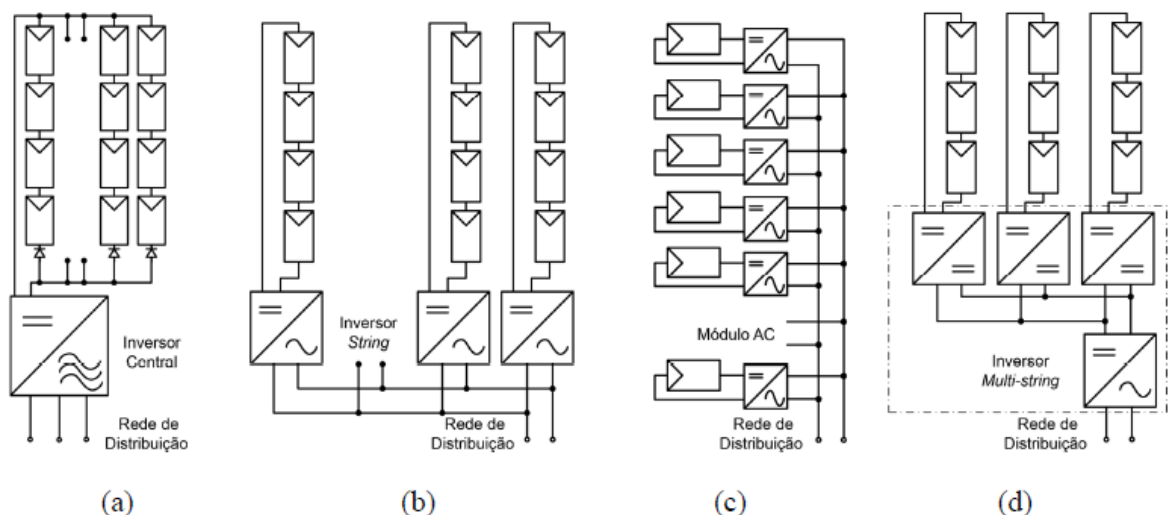 Inversor
Central
Rede de
Distribuição
(a)
Inversor
String
Rede de
Distribuição
(b)
Módulo AC
Rede de
Distribuição
(c)
Inversor
Multi-string
Rede de
Distribuição
(d)